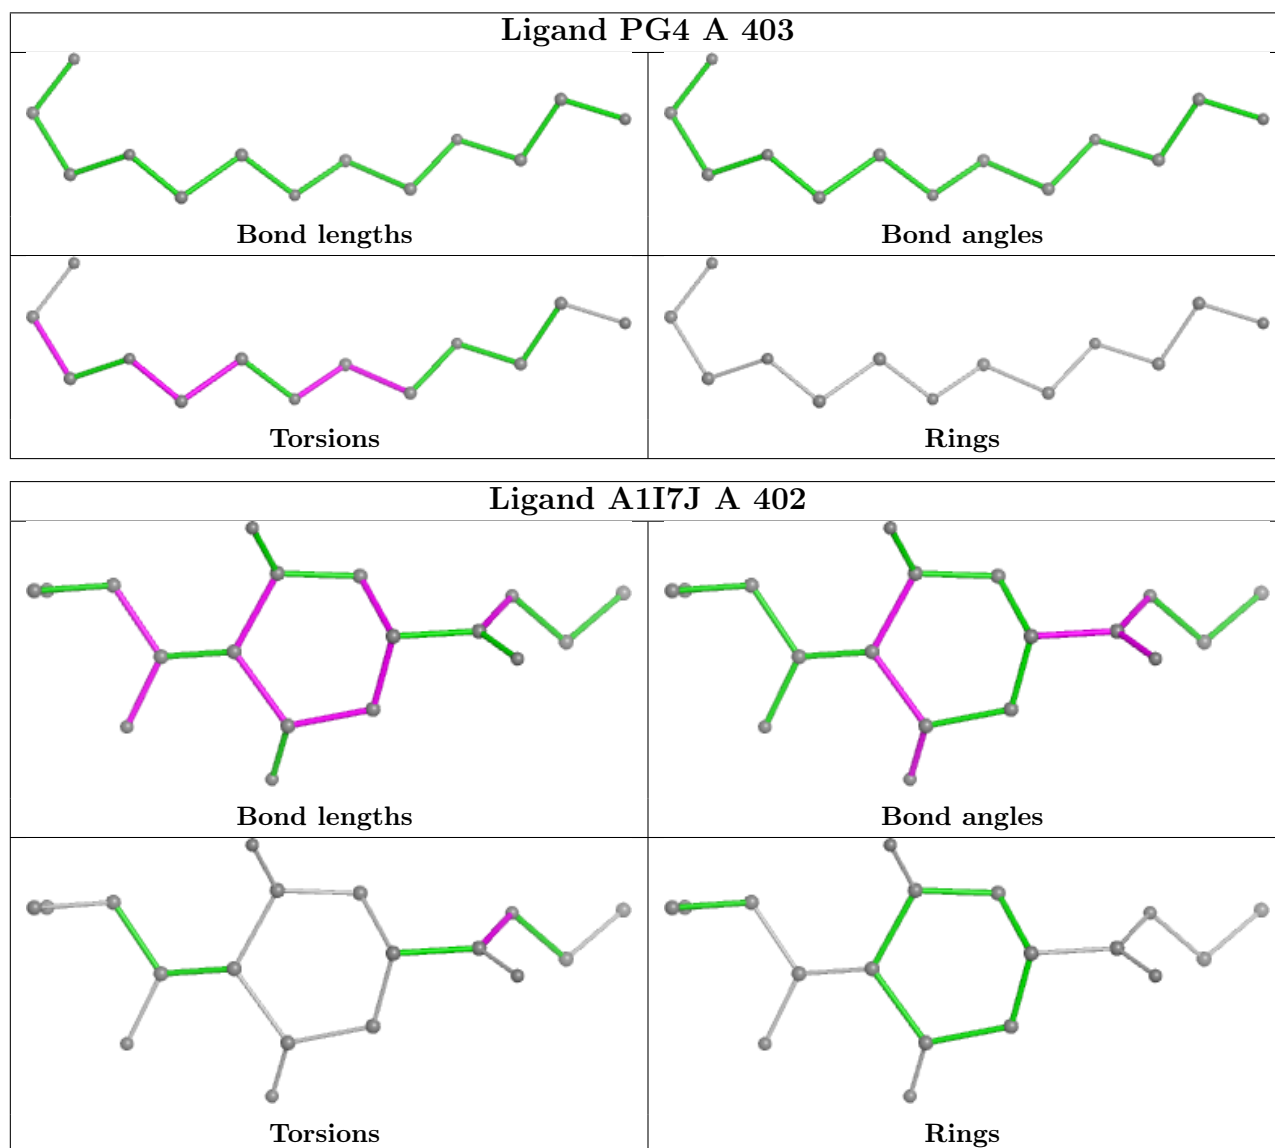 Ligand PG4 A 403
Bond lengths
Bond angles
Torsions
Rings
Ligand A1I7J A 402
Bond lengths
Bond angles
Torsions
Rings